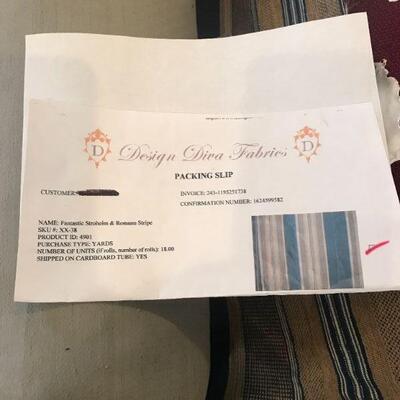 D Design Diva Fabrics D
PACKING SLIP
CUSTOMER
INVOICE: 243-1195251738
CONFIRMATION NUMBER: 1624599582
NAME: Fantastic Stroheim & Romann Stripe
SKU #: XX-38
PRODUCT ID: 4901
PURCHASE TYPE: YARDS
NUMBER OF UNITS (if rolls, number of rolls): 18.00
SHIPPED ON CARDBOARD TUBE: YES